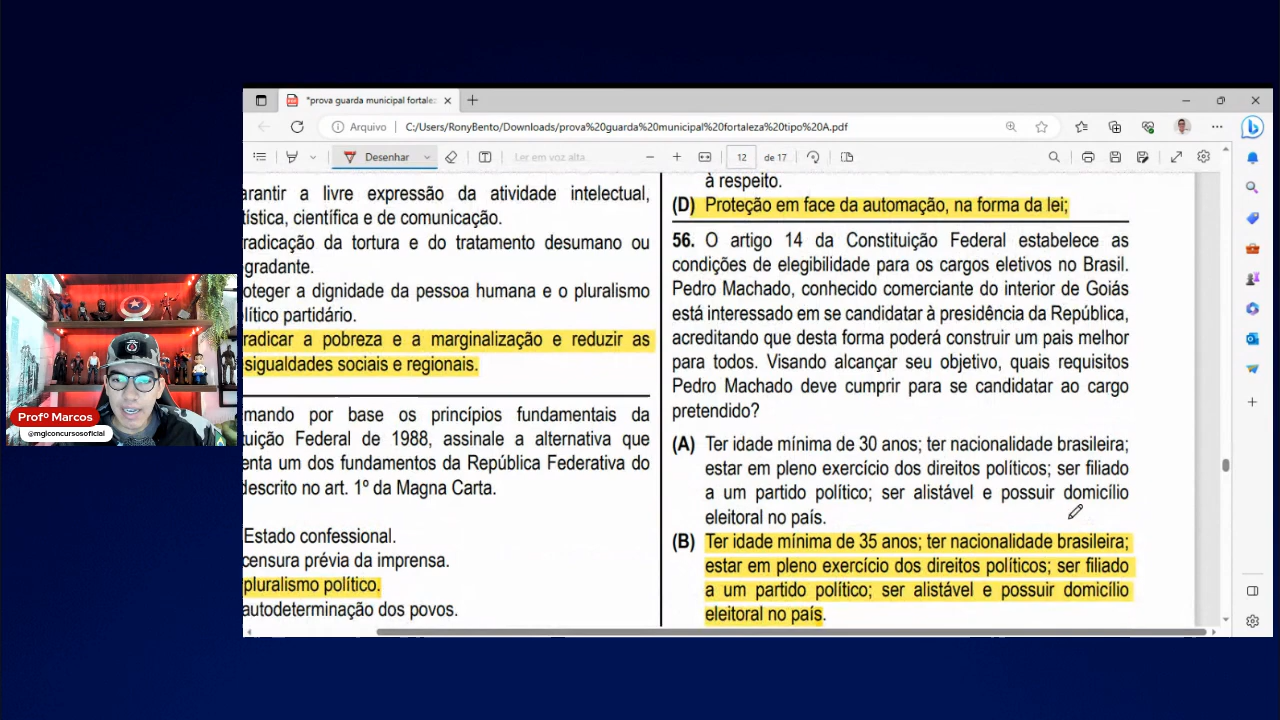 *prova guarda municipal fortale
Arquivo
C:/Users/RonyBento/Downloads/prova%20guarda%20municipal%20fortaleza%20tipo%20A.pdf
Desenhar
Ler em voz alta
12
de 17
arantir a livre expressão da atividade intelectual,
tística, científica e de comunicação.
radicação da tortura e do tratamento desumano ou
gradante.
oteger a dignidade da pessoa humana e o pluralismo
lítico partidário.
radicar a pobreza e a marginalização e reduzir as
sigualdades sociais e regionais.
mando por base os princípios fundamentais da
tuição Federal de 1988, assinale a alternativa que
enta um dos fundamentos da República Federativa do
descrito no art. 1º da Magna Carta.
Estado confessional.
censura prévia da imprensa.
pluralismo político.
autodeterminação dos povos.
à respeito.
(D) Proteção em face da automação, na forma da lei;
56. O artigo 14 da Constituição Federal estabelece as
condições de elegibilidade para os cargos eletivos no Brasil.
Pedro Machado, conhecido comerciante do interior de Goiás
está interessado em se candidatar à presidência da República,
acreditando que desta forma poderá construir um pais melhor
para todos. Visando alcançar seu objetivo, quais requisitos
Pedro Machado deve cumprir para se candidatar ao cargo
pretendido?
(A) Ter idade mínima de 30 anos; ter nacionalidade brasileira;
estar em pleno exercício dos direitos políticos; ser filiado
a um partido político; ser alistável e possuir domicílio
eleitoral no país.
(B) Ter idade mínima de 35 anos; ter nacionalidade brasileira;
estar em pleno exercício dos direitos políticos; ser filiado
a um partido político; ser alistável e possuir domicílio
eleitoral no país.
Profº Marcos
@mglconcursosoficial